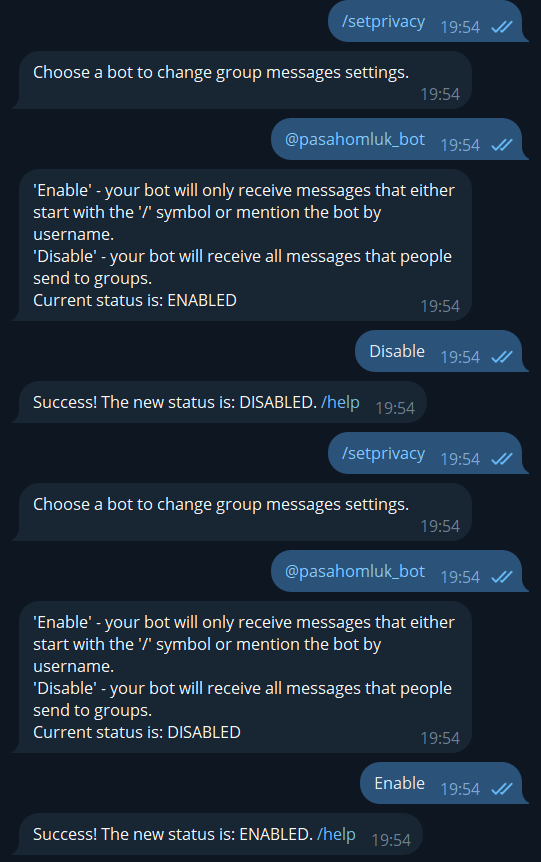 /setprivacy 19:54
Choose a bot to change group messages settings.
19:54
@pasahomluk_bot 19:54
'Enable' - your bot will only receive messages that either
start with the '/' symbol or mention the bot by
username.
'Disable' - your bot will receive all messages that people
send to groups.
Current status is: ENABLED 19:54
Disable 19:54
Success! The new status is: DISABLED. /help 19:54
/setprivacy 19:54
Choose a bot to change group messages settings.
19:54
@pasahomluk_bot 19:54
'Enable' - your bot will only receive messages that either
start with the '/' symbol or mention the bot by
username.
'Disable' - your bot will receive all messages that people
send to groups.
Current status is: DISABLED 19:54
Enable 19:54
Success! The new status is: ENABLED. /help 19:54